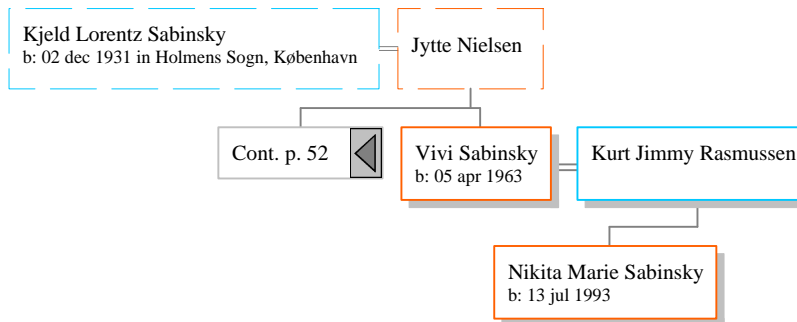 Kjeld Lorentz Sabinsky
b: 02 dec 1931 in Holmens Sogn, København
Jytte Nielsen
Cont. p. 52
Vivi Sabinsky
b: 05 apr 1963
Kurt Jimmy Rasmussen
Nikita Marie Sabinsky
b: 13 jul 1993